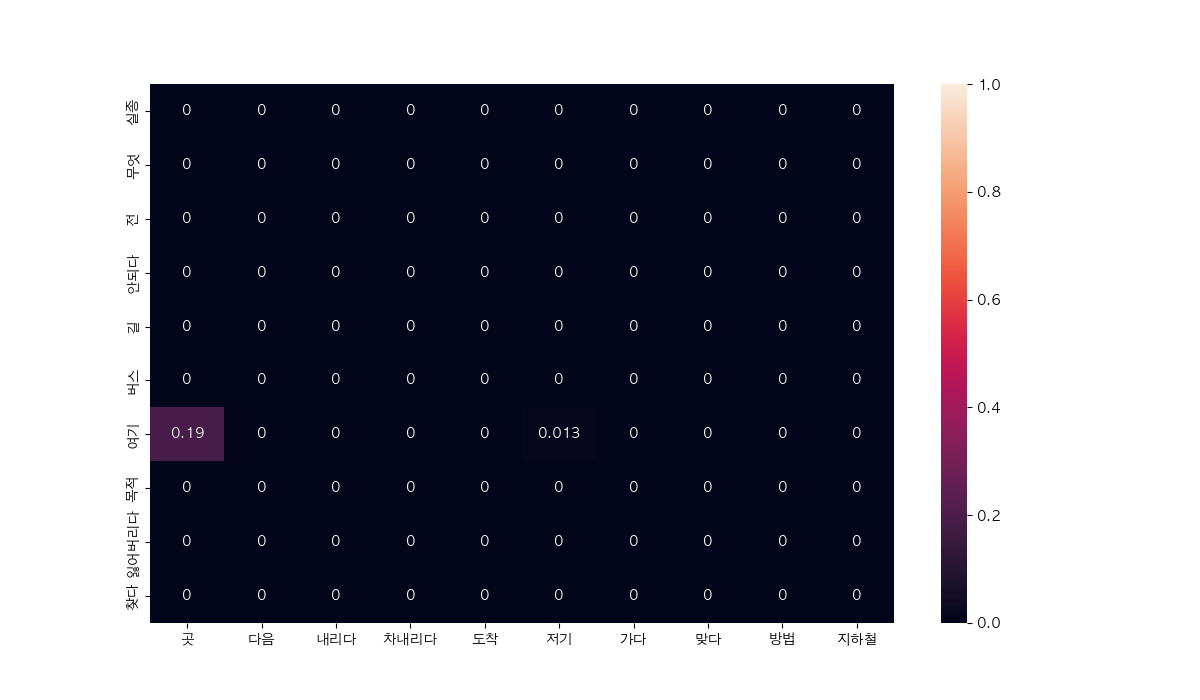 1.0
실종 0 0 0 0 0 0 0 0 0 0
무엇 0 0 0 0 0 0 0 0 0 0
0.8
전 0 0 0 0 0 0 0 0 0 0
안되다 0 0 0 0 0 0 0 0 0 0
0.6
길 0 0 0 0 0 0 0 0 0 0
버스 0 0 0 0 0 0 0 0 0 0
0.4
여기 0.19 0 0 0 0 0.013 0 0 0 0
목적 0 0 0 0 0 0 0 0 0 0
0.2
잃어버리다 0 0 0 0 0 0 0 0 0 0
찾다 0 0 0 0 0 0 0 0 0 0
0.0
곳 다음 내리다 차내리다 도착 저기 가다 맞다 방법 지하철